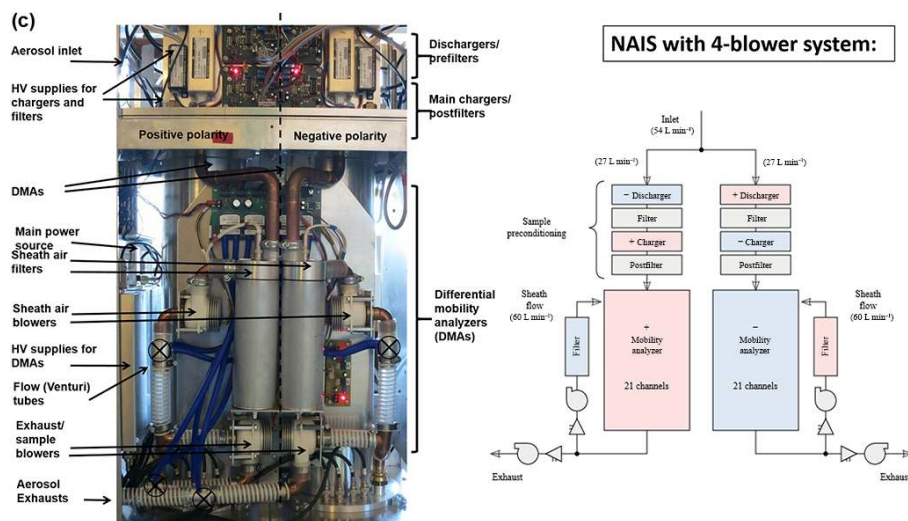 (c)
Aerosol inlet
HV supplies for
chargers and
filters
DMAs
Main power
source
Sheath air
filters
Sheath air
blowers
HV supplies for
DMAs
Flow (Venturi)
tubes
Exhaust/
sample
blowers
Aerosol
Exhausts
Positive polarity
Negative polarity
Dischargers/
prefilters
Main chargers/
postfilters
Differential
mobility
analyzers
(DMAs)
NAIS with 4-blower system:
Inlet
(54 L min⁻¹)
(27 L min⁻¹)
(27 L min⁻¹)
Sample
preconditioning
− Discharger
Filter
+ Charger
Postfilter
+ Discharger
Filter
− Charger
Postfilter
Sheath
flow
(60 L min⁻¹)
Filter
+
Mobility
analyzer
21 channels
−
Mobility
analyzer
21 channels
Sheath
flow
(60 L min⁻¹)
Filter
Exhaust
Exhaust